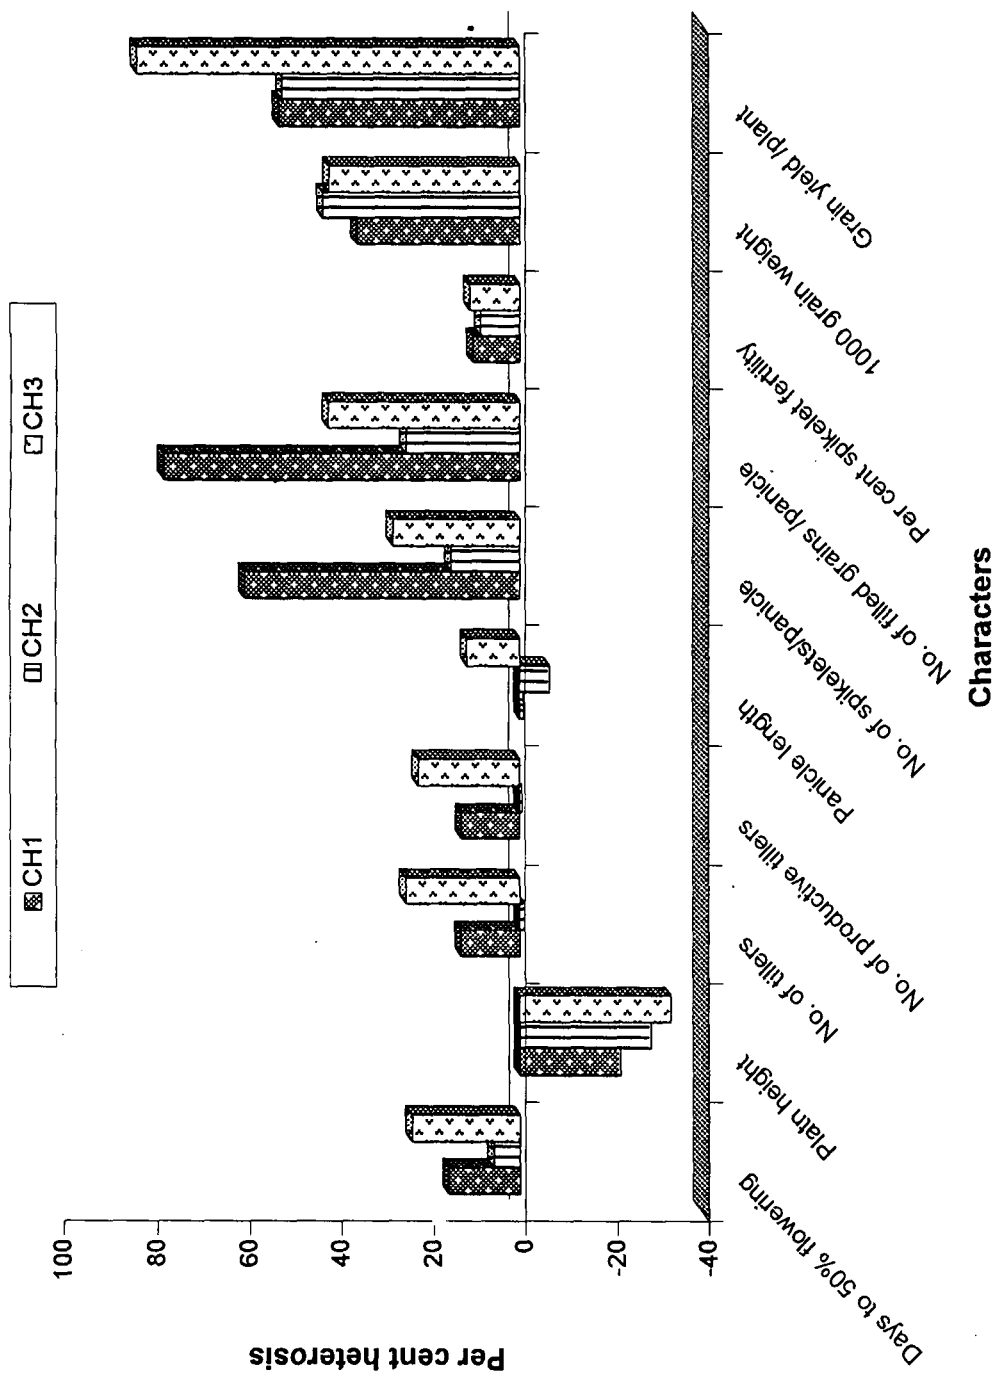 CH1
CH2
CH3
Per cent heterosis
100
80
60
40
20
0
-20
-40
Days to 50% flowering
Platn height
No. of tillers
No. of productive tillers
Panicle length
No. of spikelets/panicle
No. of filled grains /panicle
Per cent spikelet fertility
1000 grain weight
Grain yield /plant
Characters